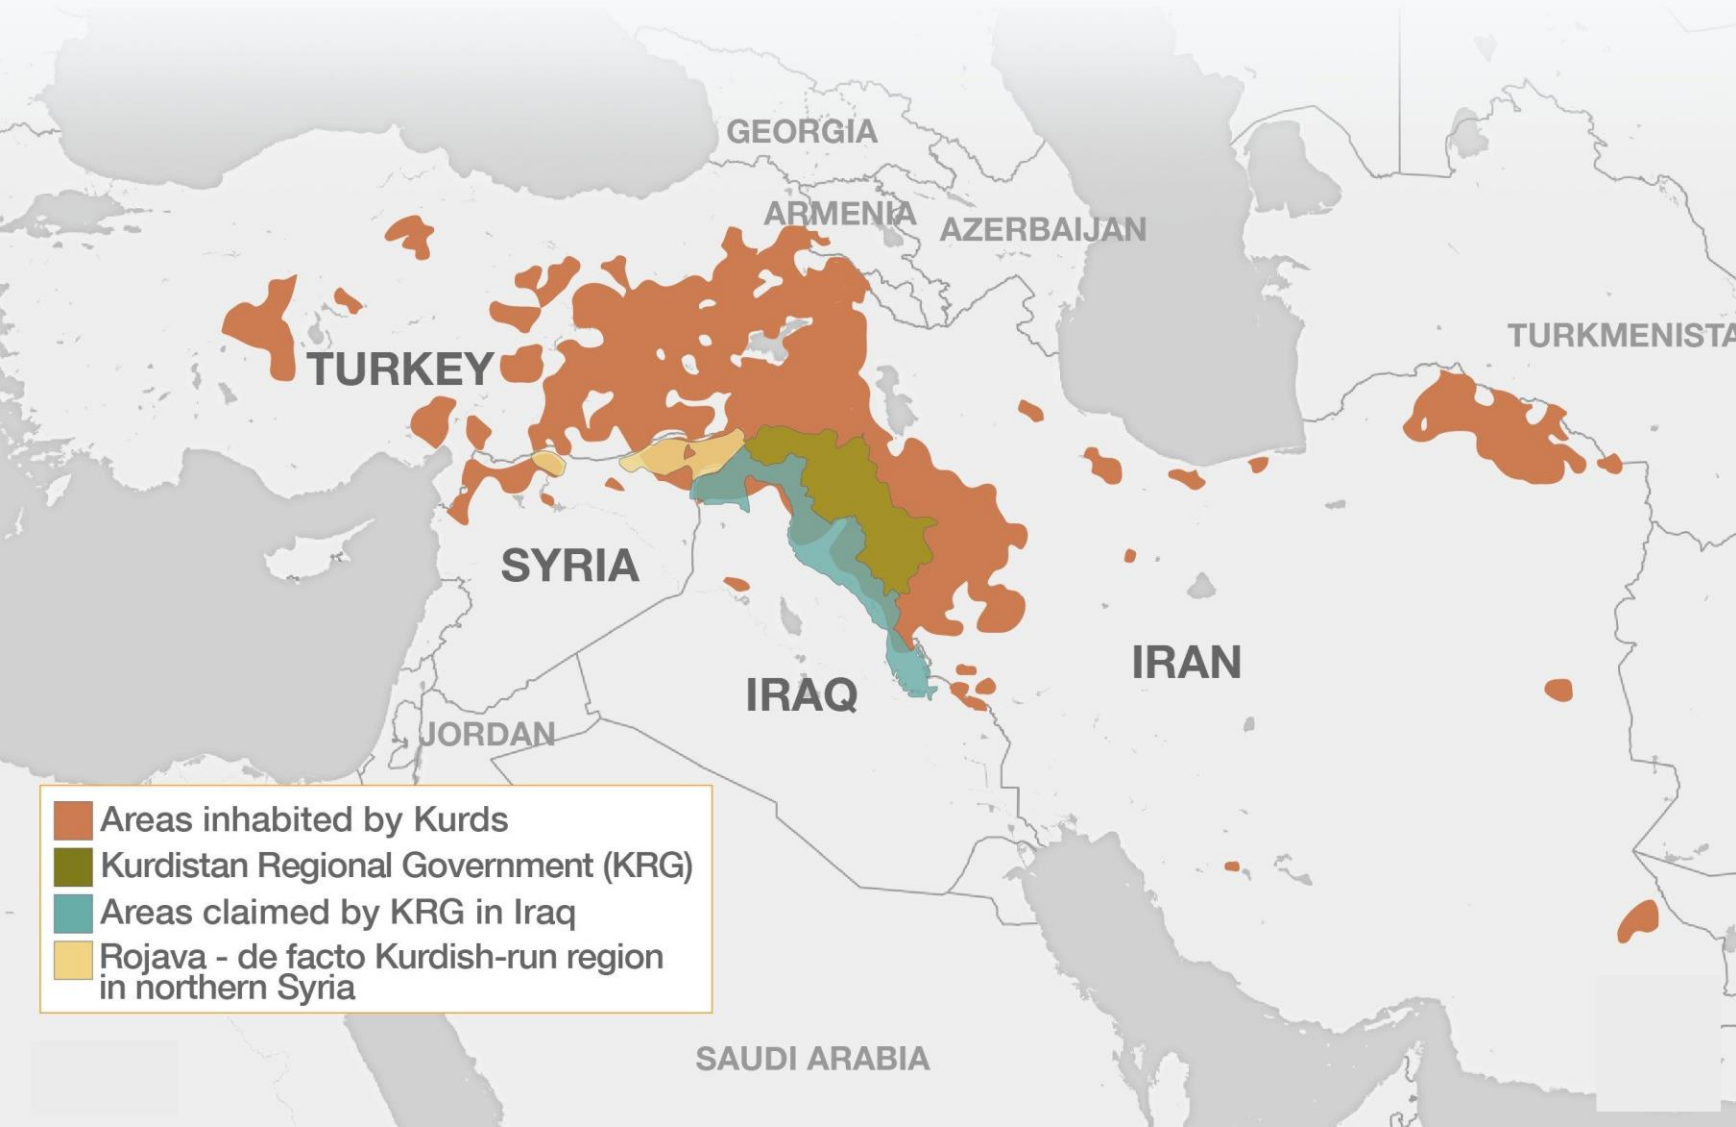 GEORGIA
ARMENIA
AZERBAIJAN
TURKMENISTA
TURKEY
SYRIA
IRAQ
IRAN
JORDAN
Areas inhabited by Kurds
Kurdistan Regional Government (KRG)
Areas claimed by KRG in Iraq
Rojava - de facto Kurdish-run region
in northern Syria
SAUDI ARABIA